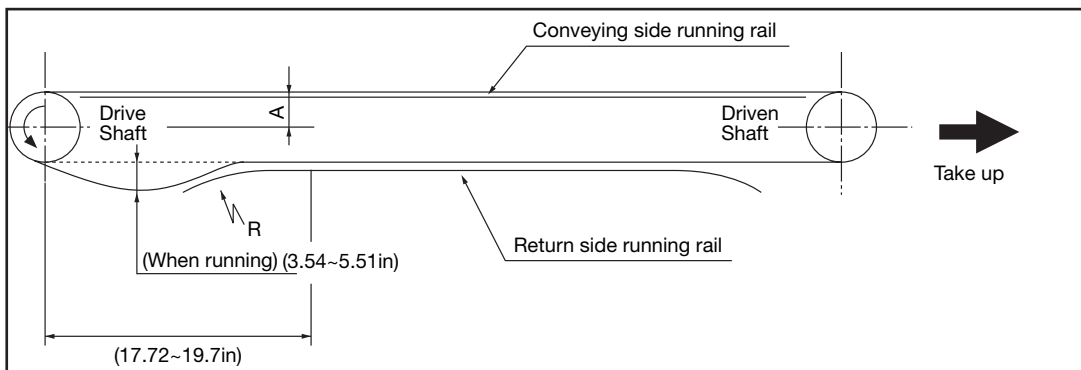 Conveying side running rail
A
Drive
Shaft
Driven
Shaft
Take up
R
(When running) (3.54~5.51in)
Return side running rail
(17.72~19.7in)